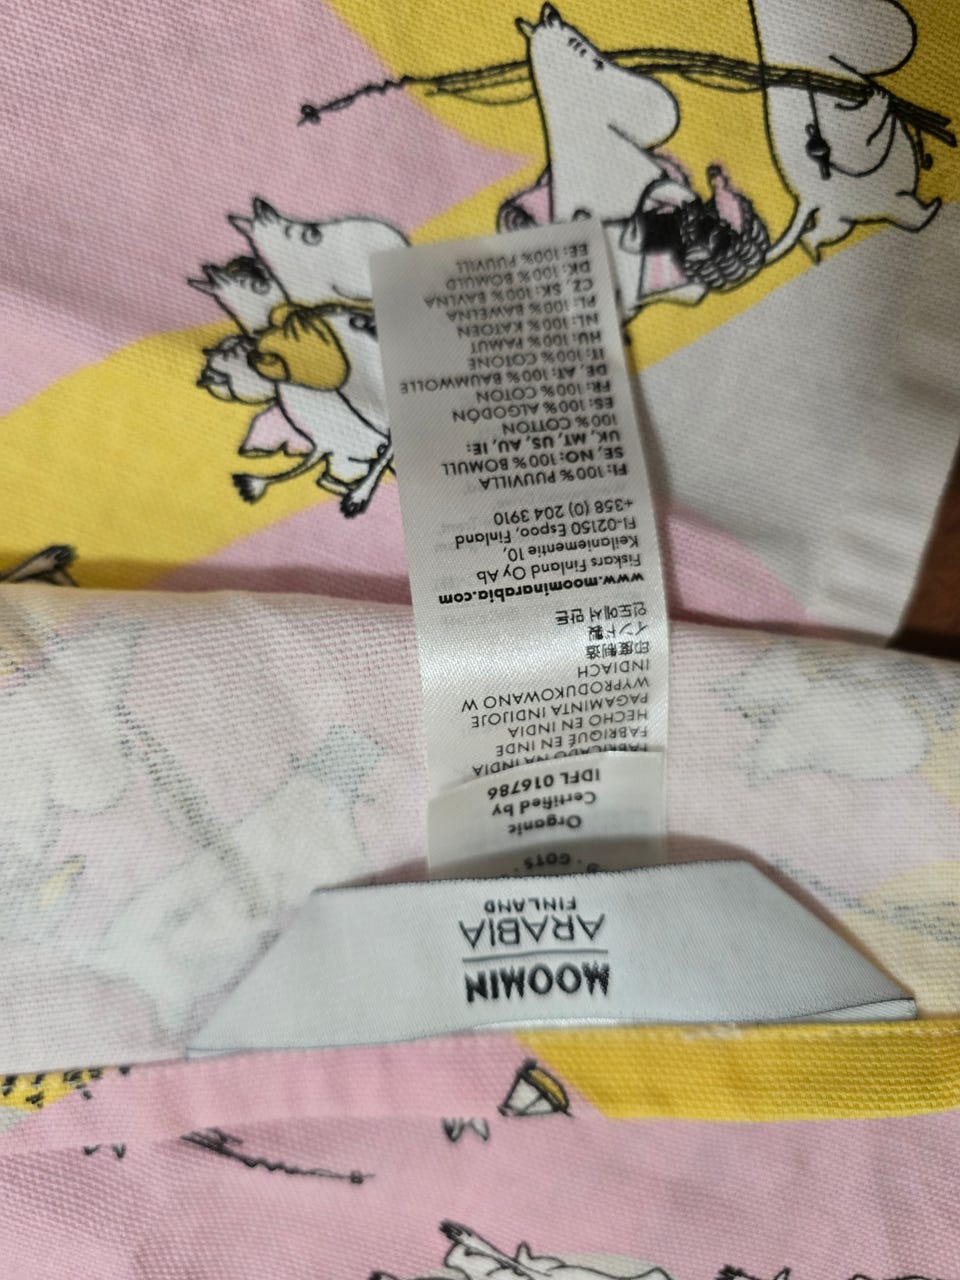 MOOMIN
ARABIA
FINLAND
GOTS
Organic
Certified by
IDFL 016786
FABRICADO NA INDIA
FABRIQUÉ EN INDE
HECHO EN INDIA
PAGAMINTA INDIJOJE
WYPRODUKOWANO W
INDIACH
印度制造
インド製
인도에서 만든
www.moominarabia.com
Fiskars Finland Oy Ab
Keilaniementie 10,
FI-02150 Espoo, Finland
+358 (0) 204 3910
FI: 100% PUUVILLA
SE, NO: 100% BOMULL
UK, MT, US, AU, IE:
100% COTTON
ES: 100% ALGODÓN
FR: 100% COTON
DE, AT: 100% BAUMWOLLE
IT: 100% COTONE
HU: 100% PAMUT
NL: 100% KATOEN
PL: 100% BAWEŁNA
CZ, SK: 100% BAVLNA
DK: 100% BOMULD
EE: 100% PUUVILL